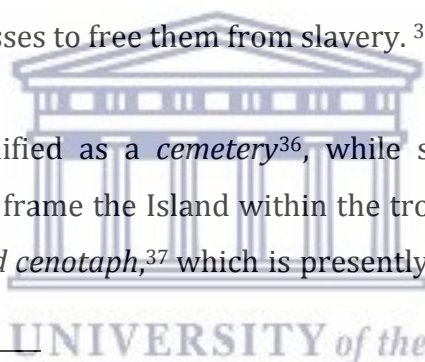 sses to free them from slavery. 3
ified as a cemetery36, while s
frame the Island within the tro
d cenotaph,37 which is presently
UNIVERSITY of the